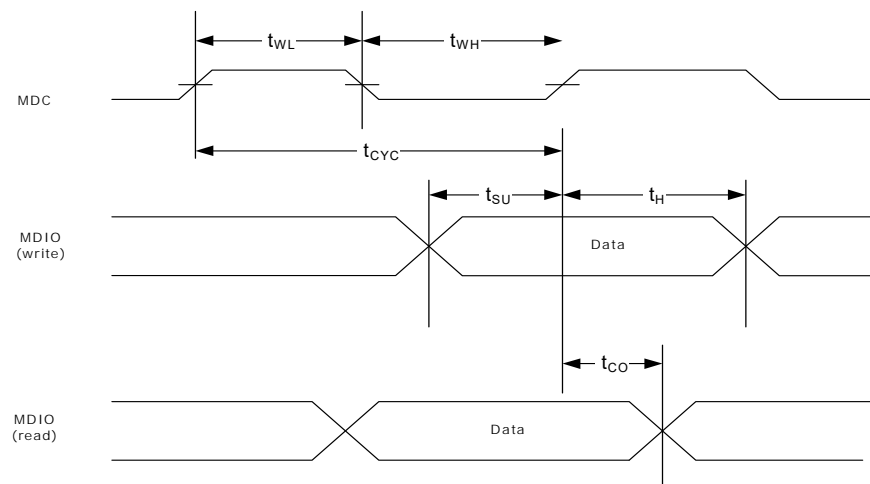 tWL
tWH
MDC
tCYC
tSU
tH
MDIO
(write)
Data
tCO
MDIO
(read)
Data